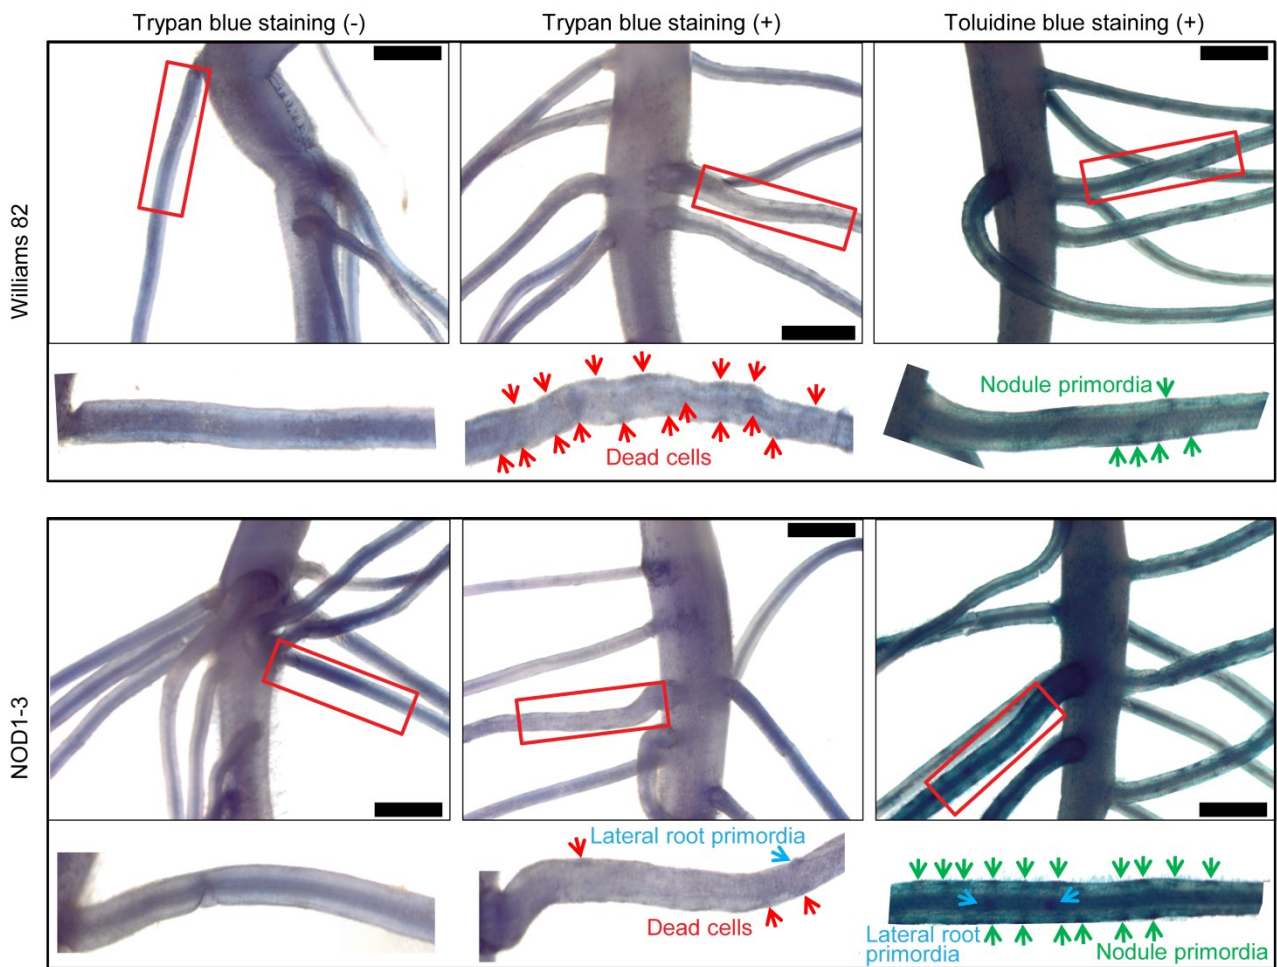 Trypan blue staining (-)
Trypan blue staining (+)
Toluidine blue staining (+)
Williams 82
Nodule primordia
Dead cells
NOD1-3
Lateral root primordia
Dead cells
Lateral root
primordia
Nodule primordia